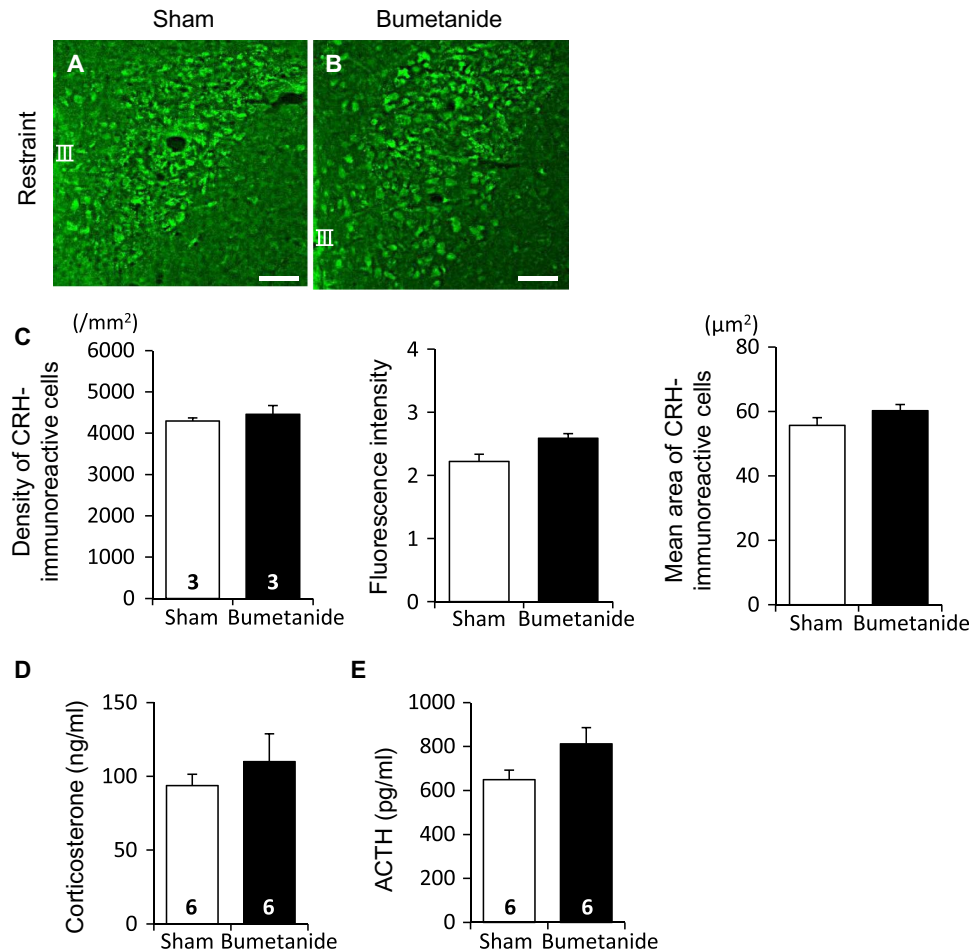 Sham Bumetanide
Restraint
A
B
Ⅲ
Ⅲ
C
(/mm²)
Density of CRH-
immunoreactive cells
6000
5000
4000
3000
2000
1000
0
3 3
Sham Bumetanide
Fluorescence intensity
4
3
2
1
0
Sham Bumetanide
(μm²)
Mean area of CRH-
immunoreactive cells
80
60
40
20
0
Sham Bumetanide
D
Corticosterone (ng/ml)
150
100
50
0
6 6
Sham Bumetanide
E
ACTH (pg/ml)
1000
800
600
400
200
0
6 6
Sham Bumetanide